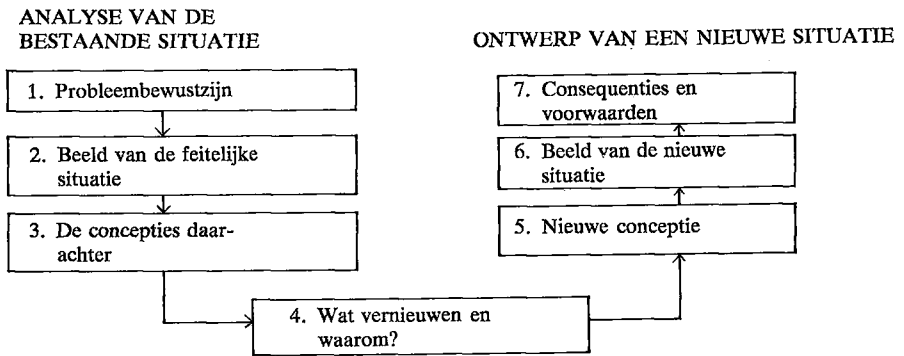 ANALYSE VAN DE
BESTAANDE SITUATIE
1. Probleembewustzijn
2. Beeld van de feitelijke
situatie
3. De concepties daar-
achter
4. Wat vernieuwen en
waarom?
ONTWERP VAN EEN NIEUWE SITUATIE
7. Consequenties en
voorwaarden
6. Beeld van de nieuwe
situatie
5. Nieuwe conceptie